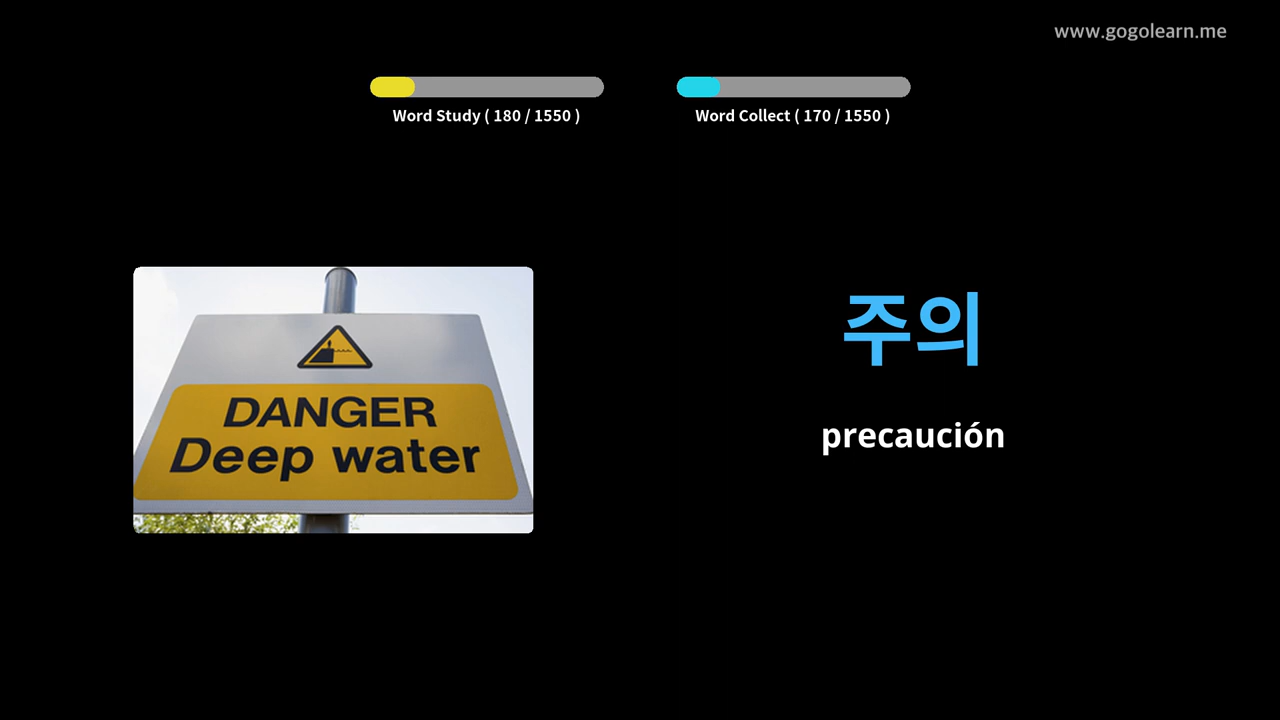 www.gogolearn.me
Word Study ( 180 / 1550 )
Word Collect ( 170 / 1550 )
DANGER
Deep water
주의
precaución